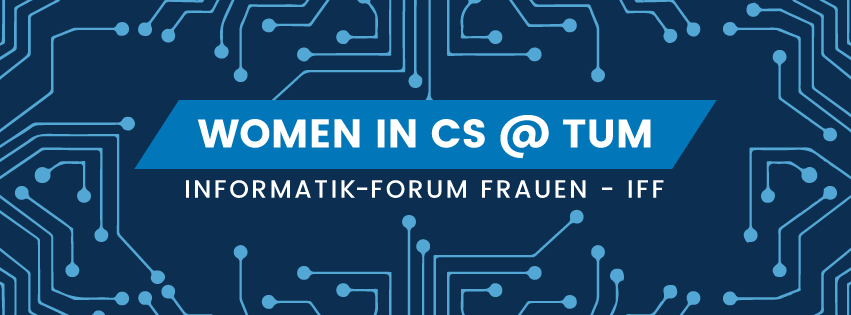 WOMEN IN CS @ TUM
INFORMATIK-FORUM FRAUEN - IFF